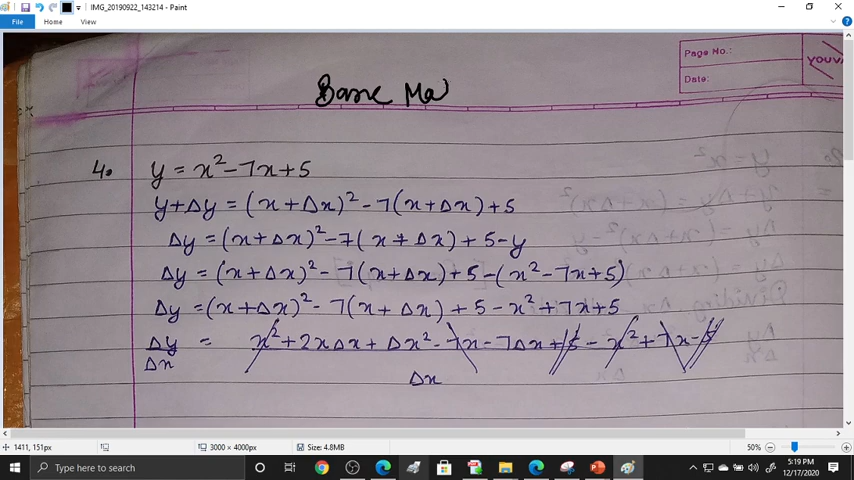 IMG_20190922_143214 - Paint
File Home View
Page No.:
Date:
YOUVA
4. y = x² - 7x + 5
y + Δy = (x + Δx)² - 7(x + Δx) + 5
Δy = (x + Δx)² - 7(x + Δx) + 5 - y
Δy = (x + Δx)² - 7(x + Δx) + 5 - (x² - 7x + 5)
Δy = (x + Δx)² - 7(x + Δx) + 5 - x² + 7x + 5
Δy/Δx = x² + 2xΔx + Δx² - 7x - 7Δx + 5 - x² + 7x - 5
Δx
1411, 151px 3000 × 4000px Size: 4.8MB 50%
Type here to search
5:19 PM
12/17/2020